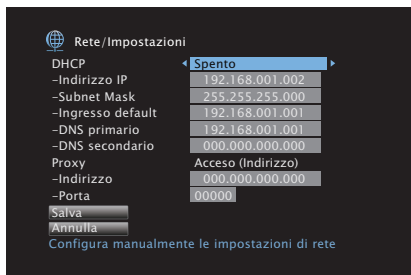 Rete/Impostazioni
DHCP Spento
-Indirizzo IP 192.168.001.002
-Subnet Mask 255.255.255.000
-Ingresso default 192.168.001.001
-DNS primario 192.168.001.001
-DNS secondario 000.000.000.000
Proxy Acceso (Indirizzo)
-Indirizzo 000.000.000.000
-Porta 00000
Salva
Annulla
Configura manualmente le impostazioni di rete